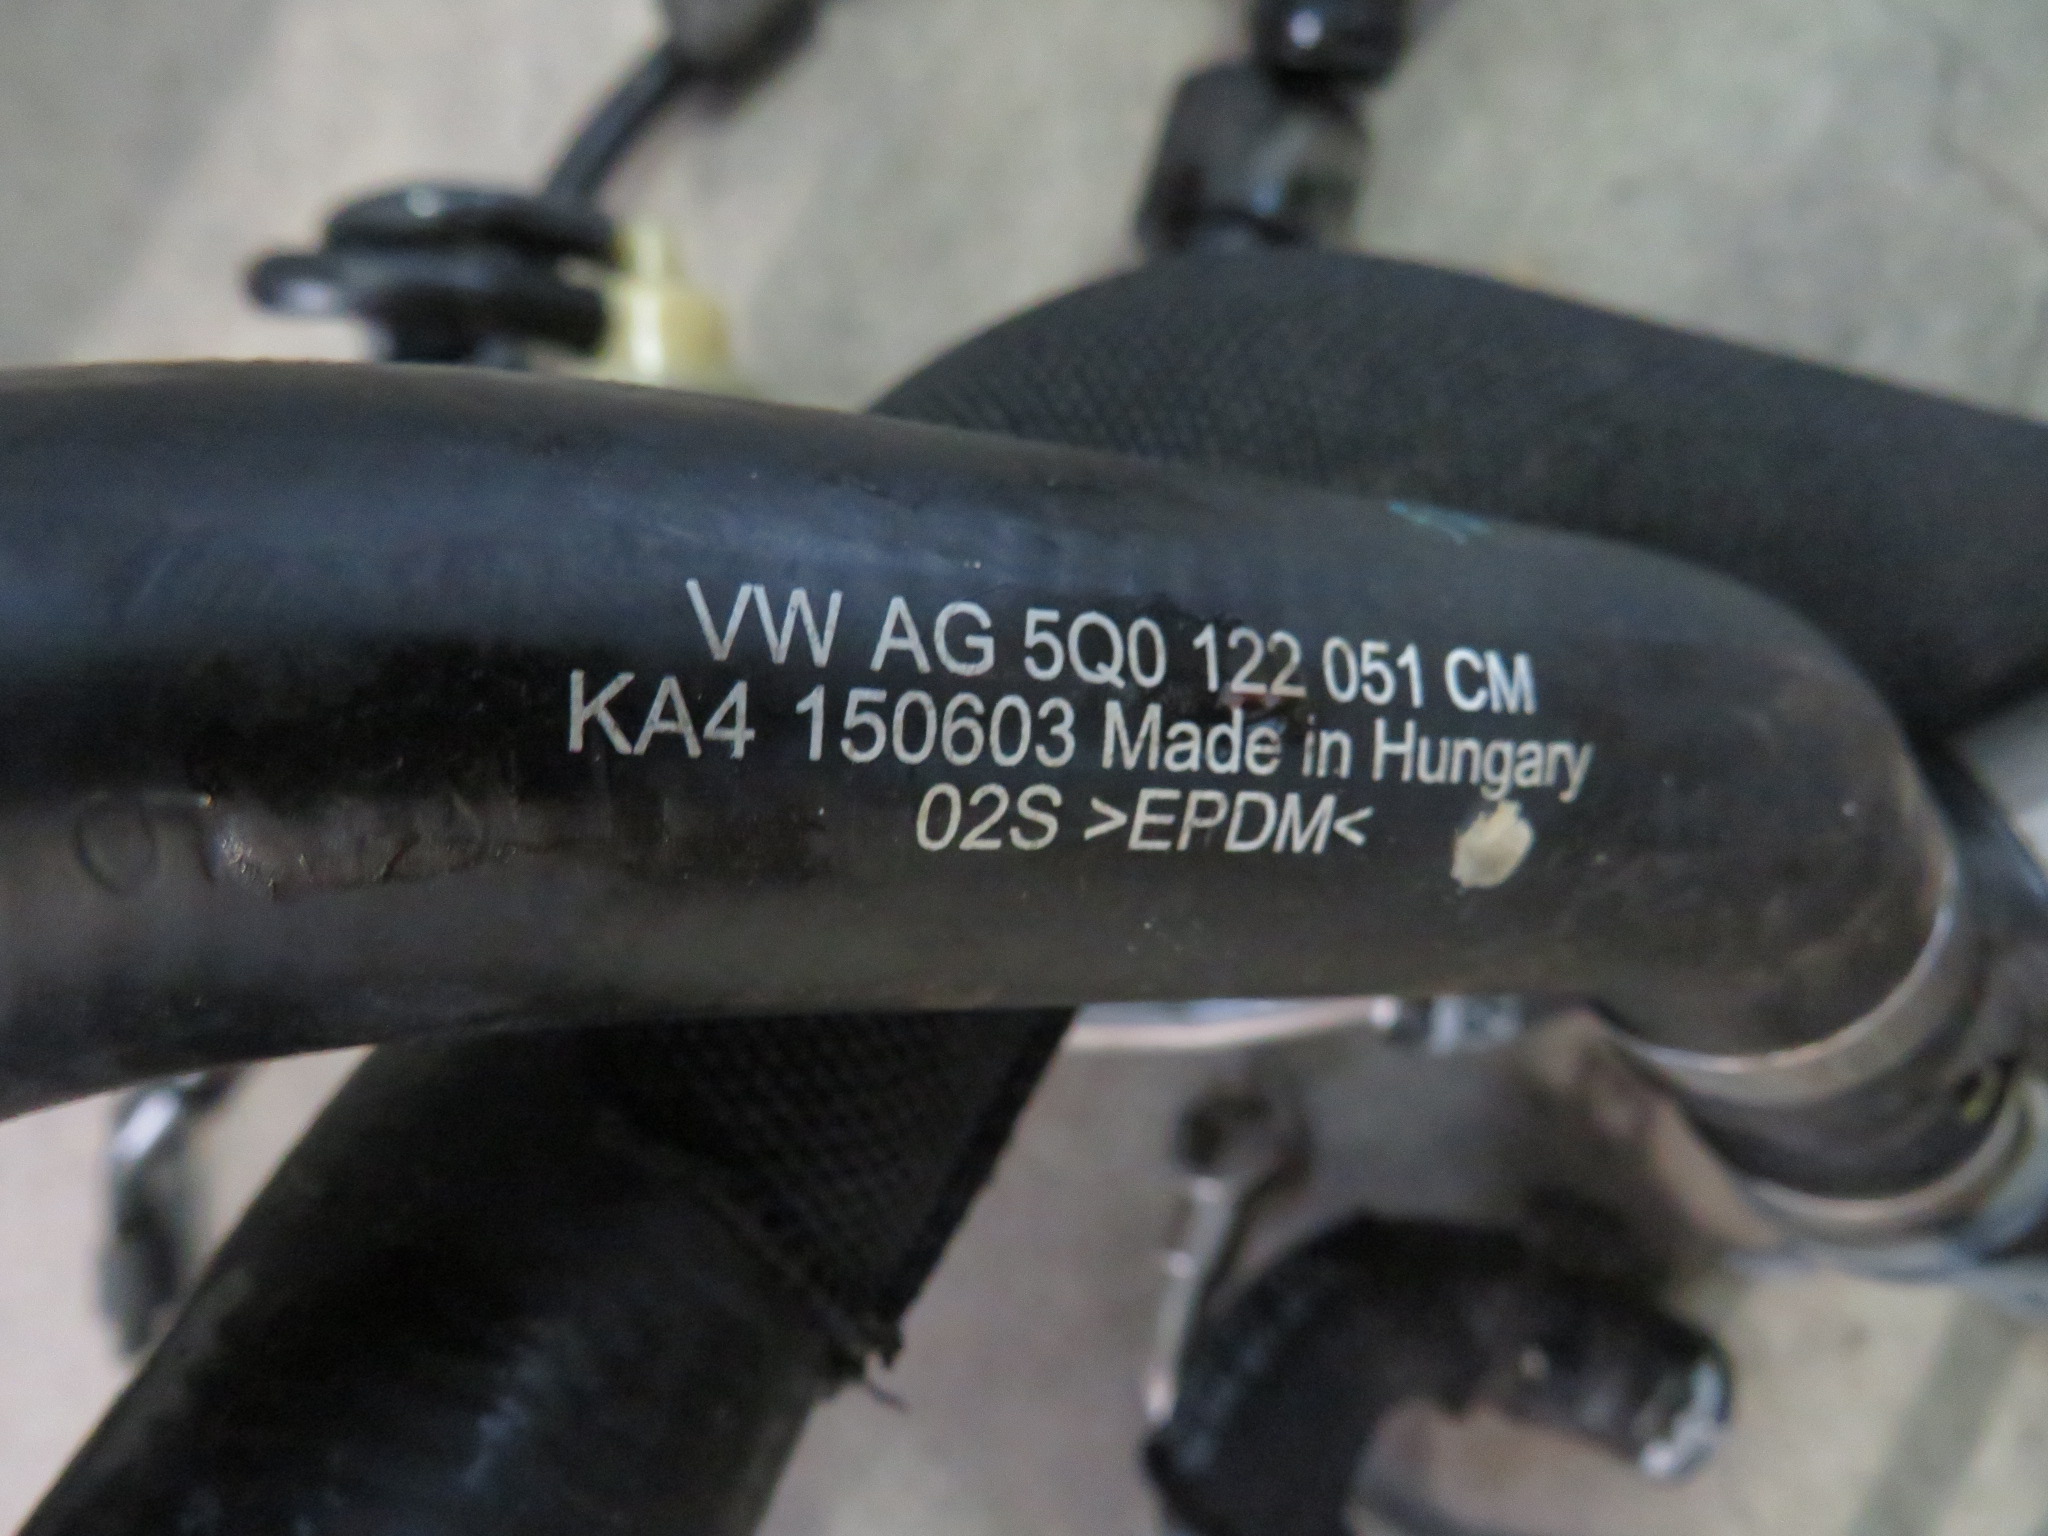 VW AG 5Q0 122 051 CM
KA4 150603 Made in Hungary
02S >EPDM<